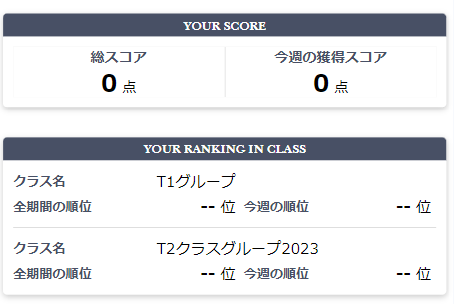 YOUR SCORE
総スコア 今週の獲得スコア
0 点 0 点
YOUR RANKING IN CLASS
クラス名 T1グループ
全期間の順位 -- 位 今週の順位 -- 位
クラス名 T2クラスグループ2023
全期間の順位 -- 位 今週の順位 -- 位